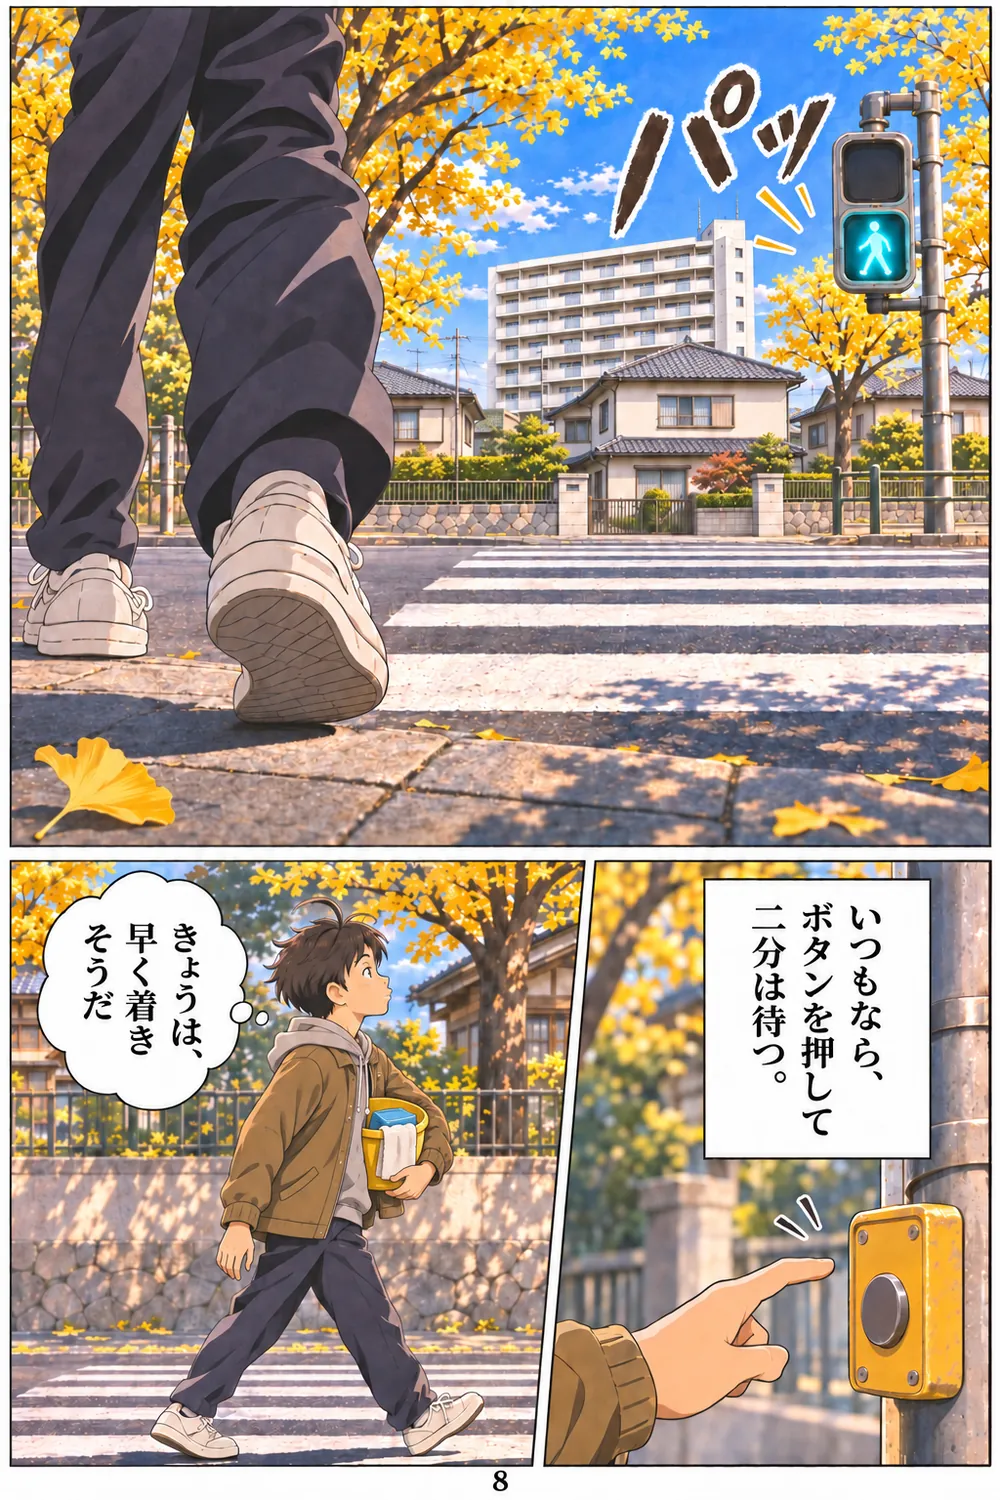 パッ
いつもなら、
ボタンを押して
二分は待つ。
きょうは、
早く着き
そうだ
8